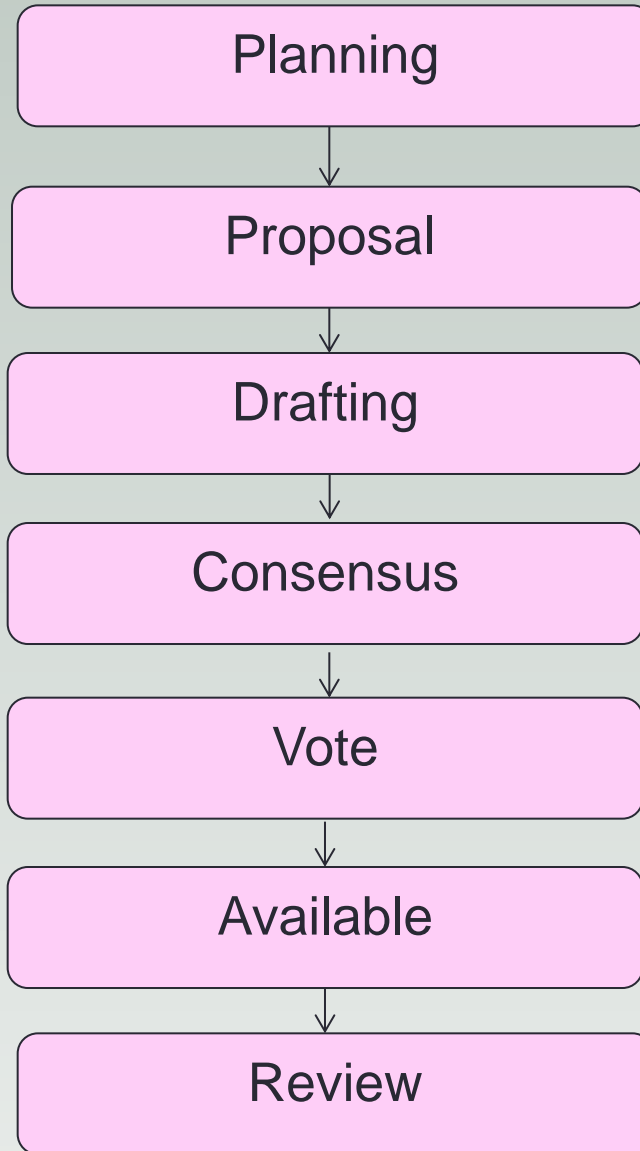 Planning
Proposal
Drafting
Consensus
Vote
Available
Review